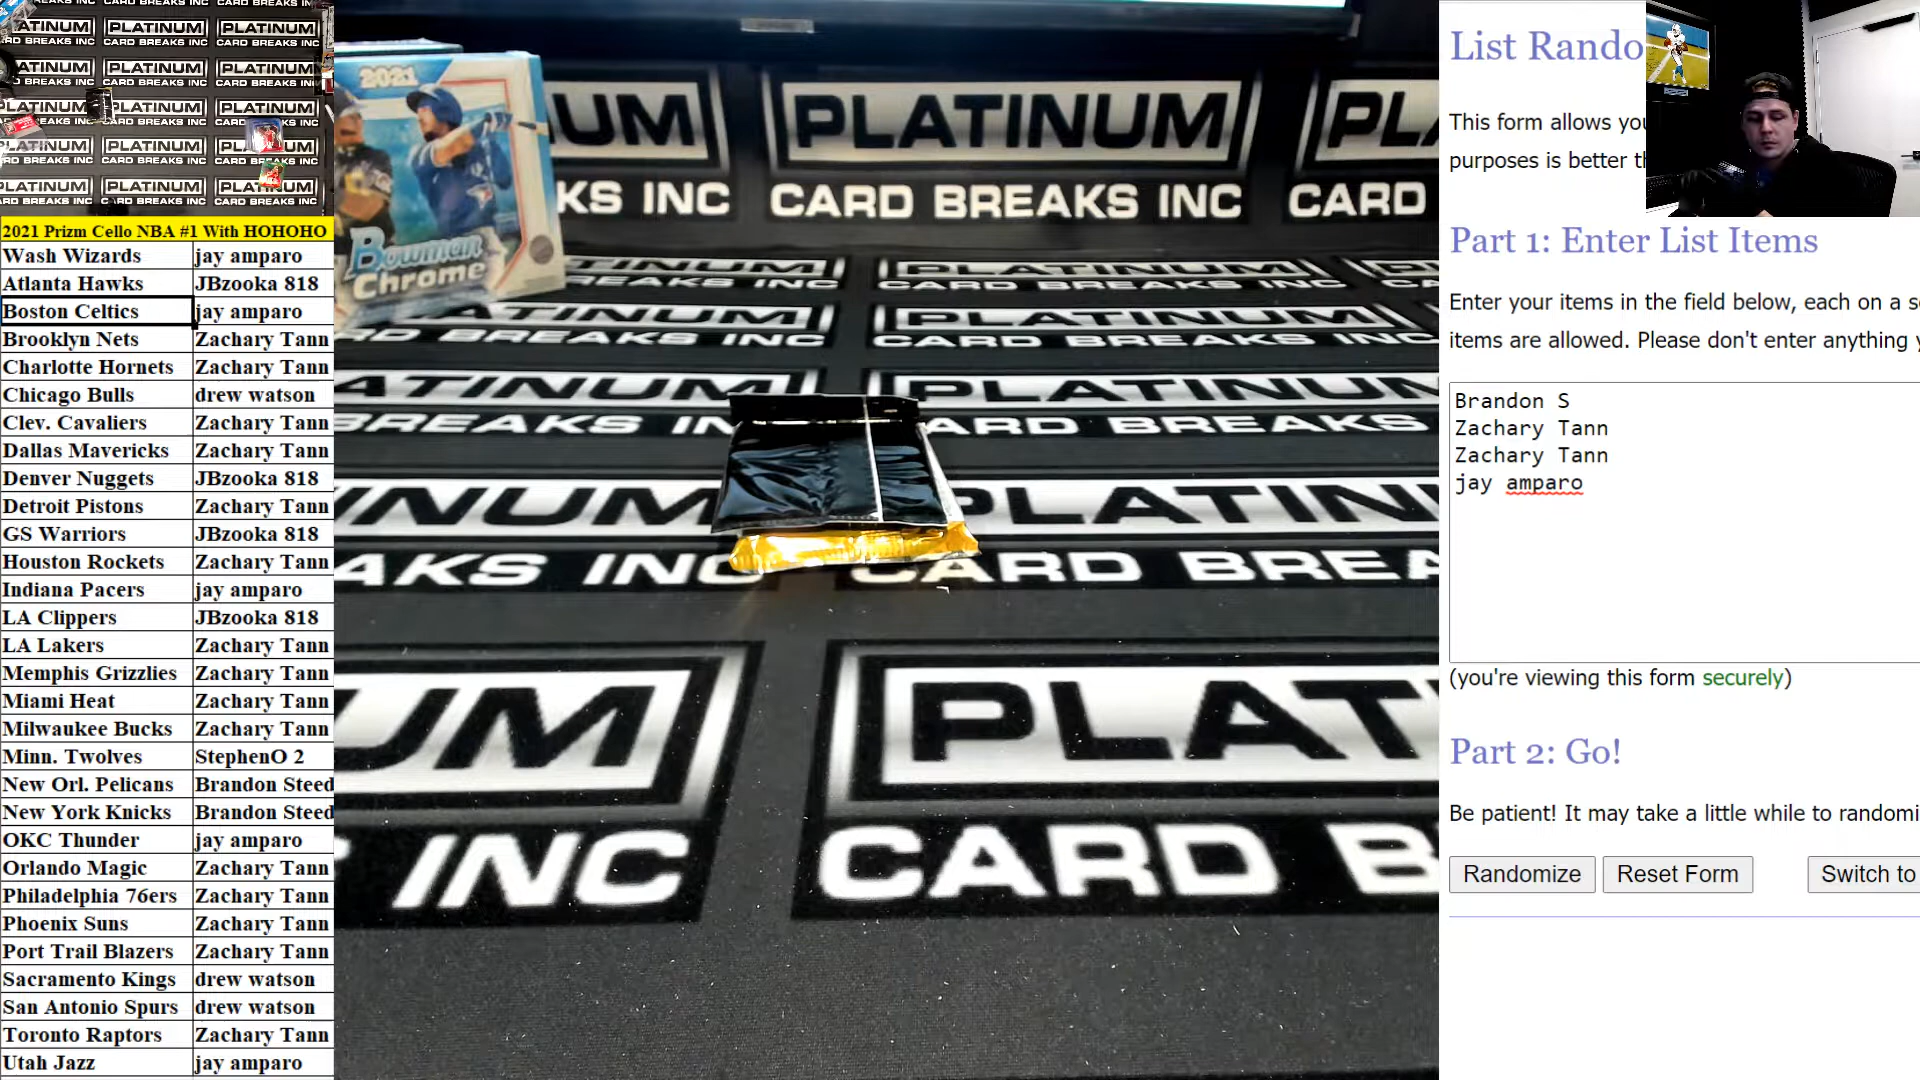 2021 Prizm Cello NBA #1 With HOHOHO
Wash Wizards jay amparo
Atlanta Hawks JBzooka 818
Boston Celtics jay amparo
Brooklyn Nets Zachary Tann
Charlotte Hornets Zachary Tann
Chicago Bulls drew watson
Clev. Cavaliers Zachary Tann
Dallas Mavericks Zachary Tann
Denver Nuggets JBzooka 818
Detroit Pistons Zachary Tann
GS Warriors JBzooka 818
Houston Rockets Zachary Tann
Indiana Pacers jay amparo
LA Clippers JBzooka 818
LA Lakers Zachary Tann
Memphis Grizzlies Zachary Tann
Miami Heat Zachary Tann
Milwaukee Bucks Zachary Tann
Minn. Twolves StephenO 2
New Orl. Pelicans Brandon Steed
New York Knicks Brandon Steed
OKC Thunder jay amparo
Orlando Magic Zachary Tann
Philadelphia 76ers Zachary Tann
Phoenix Suns Zachary Tann
Port Trail Blazers Zachary Tann
Sacramento Kings drew watson
San Antonio Spurs drew watson
Toronto Raptors Zachary Tann
Utah Jazz jay amparo
2021
Bowman
Chrome
PLATINUM
CARD BREAKS INC
PLATINUM
CARD BREAKS INC
PLAT
CARD B
UM
INC
List Rando
This form allows you
purposes is better th
Part 1: Enter List Items
Enter your items in the field below, each on a s
items are allowed. Please don't enter anything y
Brandon S
Zachary Tann
Zachary Tann
jay amparo
(you're viewing this form securely)
Part 2: Go!
Be patient! It may take a little while to randomi
Randomize Reset Form Switch to